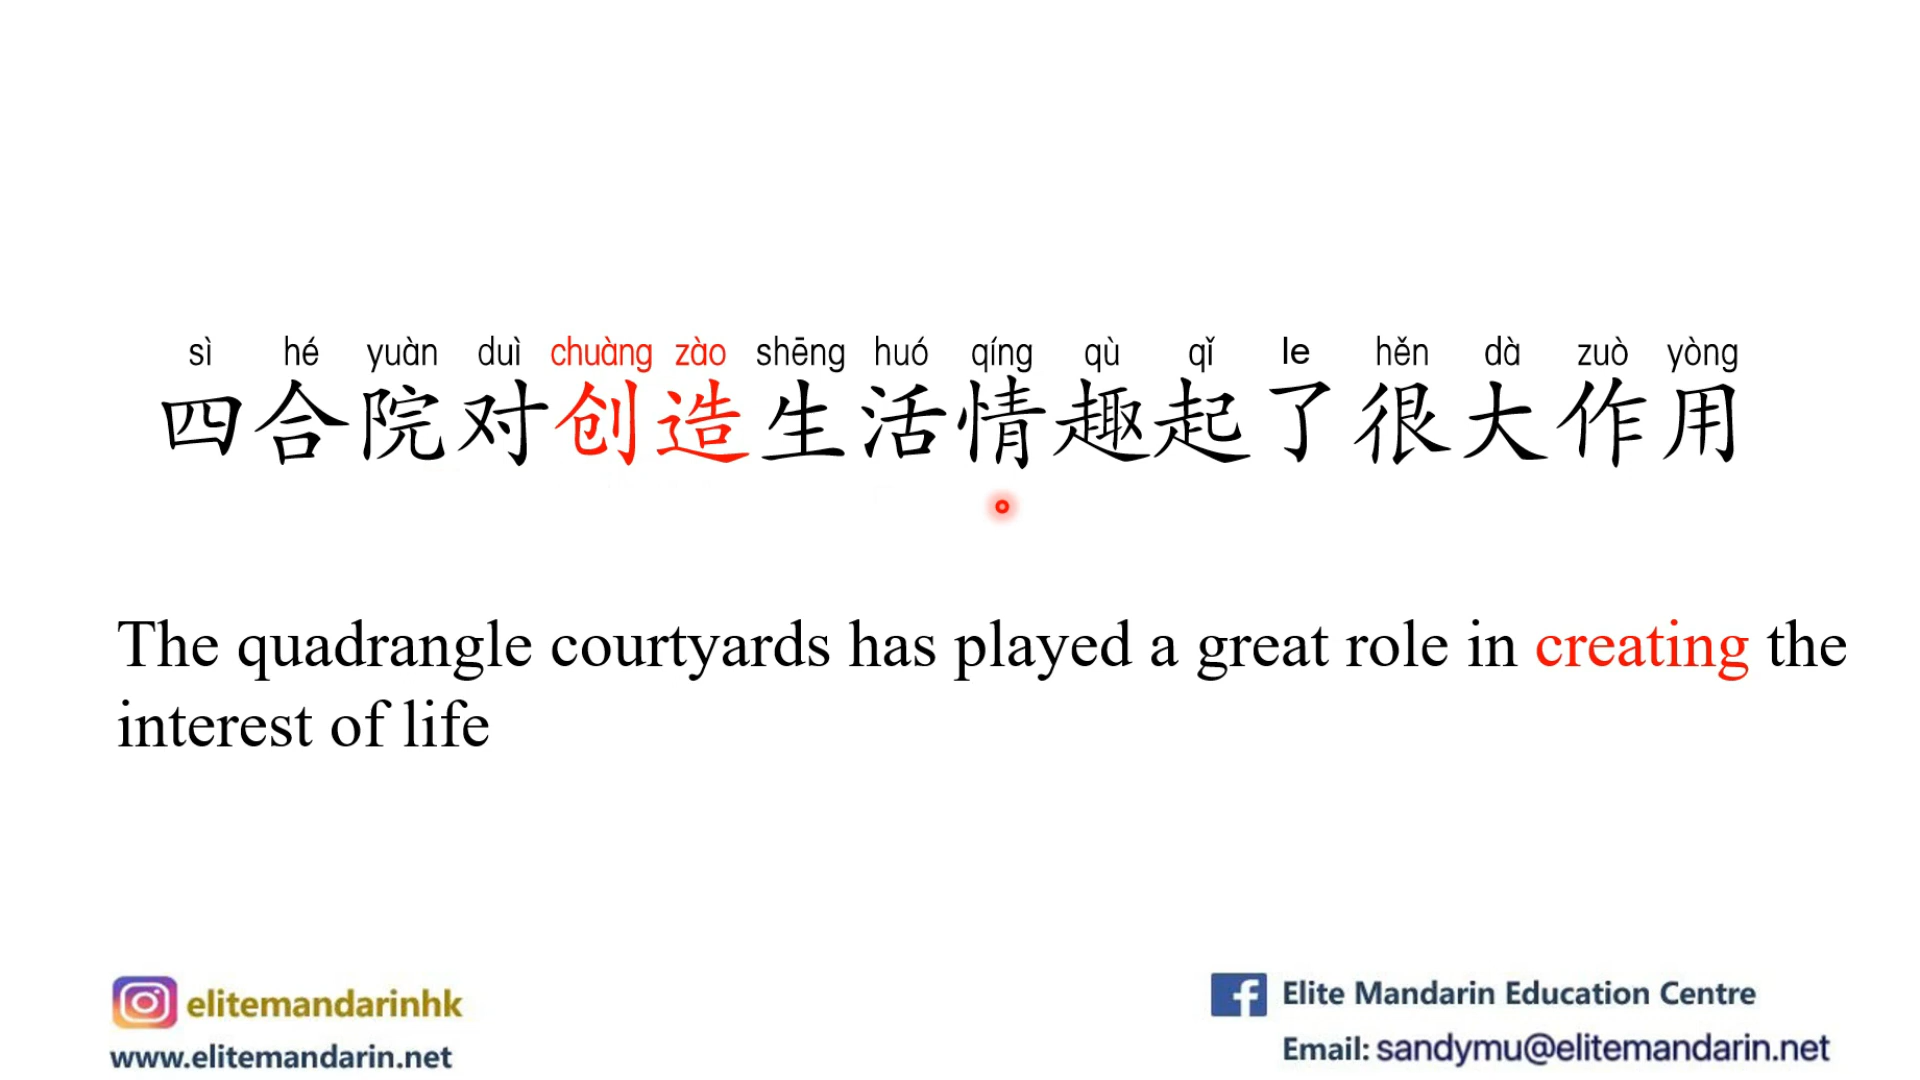 sì hé yuàn duì chuàng zào shēng huó qíng qù qǐ le hěn dà zuò yòng
四合院对创造生活情趣起了很大作用
The quadrangle courtyards has played a great role in creating the
interest of life
elitemandarinhk
www.elitemandarin.net
Elite Mandarin Education Centre
Email: sandymu@elitemandarin.net